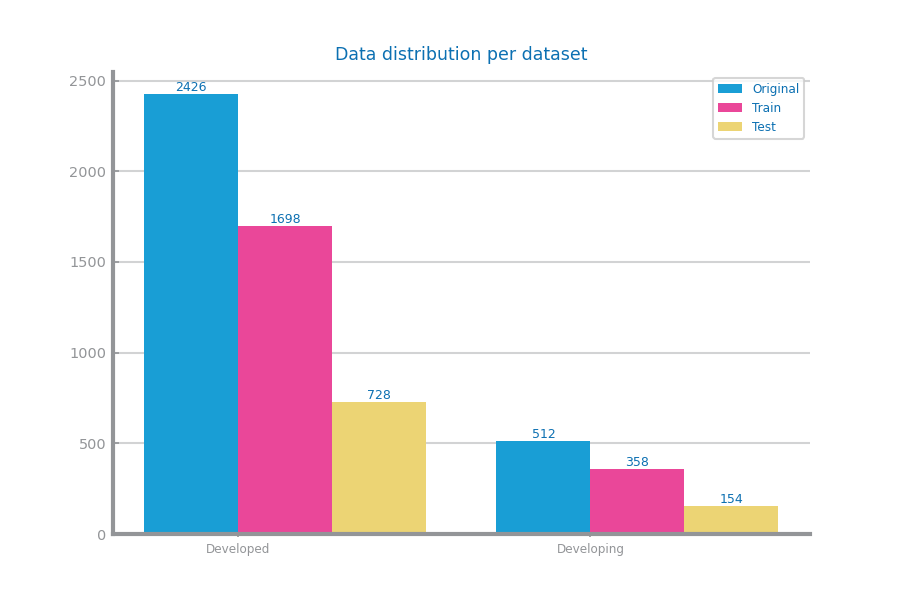 Data distribution per dataset
2500
2000
1500
1000
500
0
2426
1698
728
512
358
154
Original
Train
Test
Developed
Developing